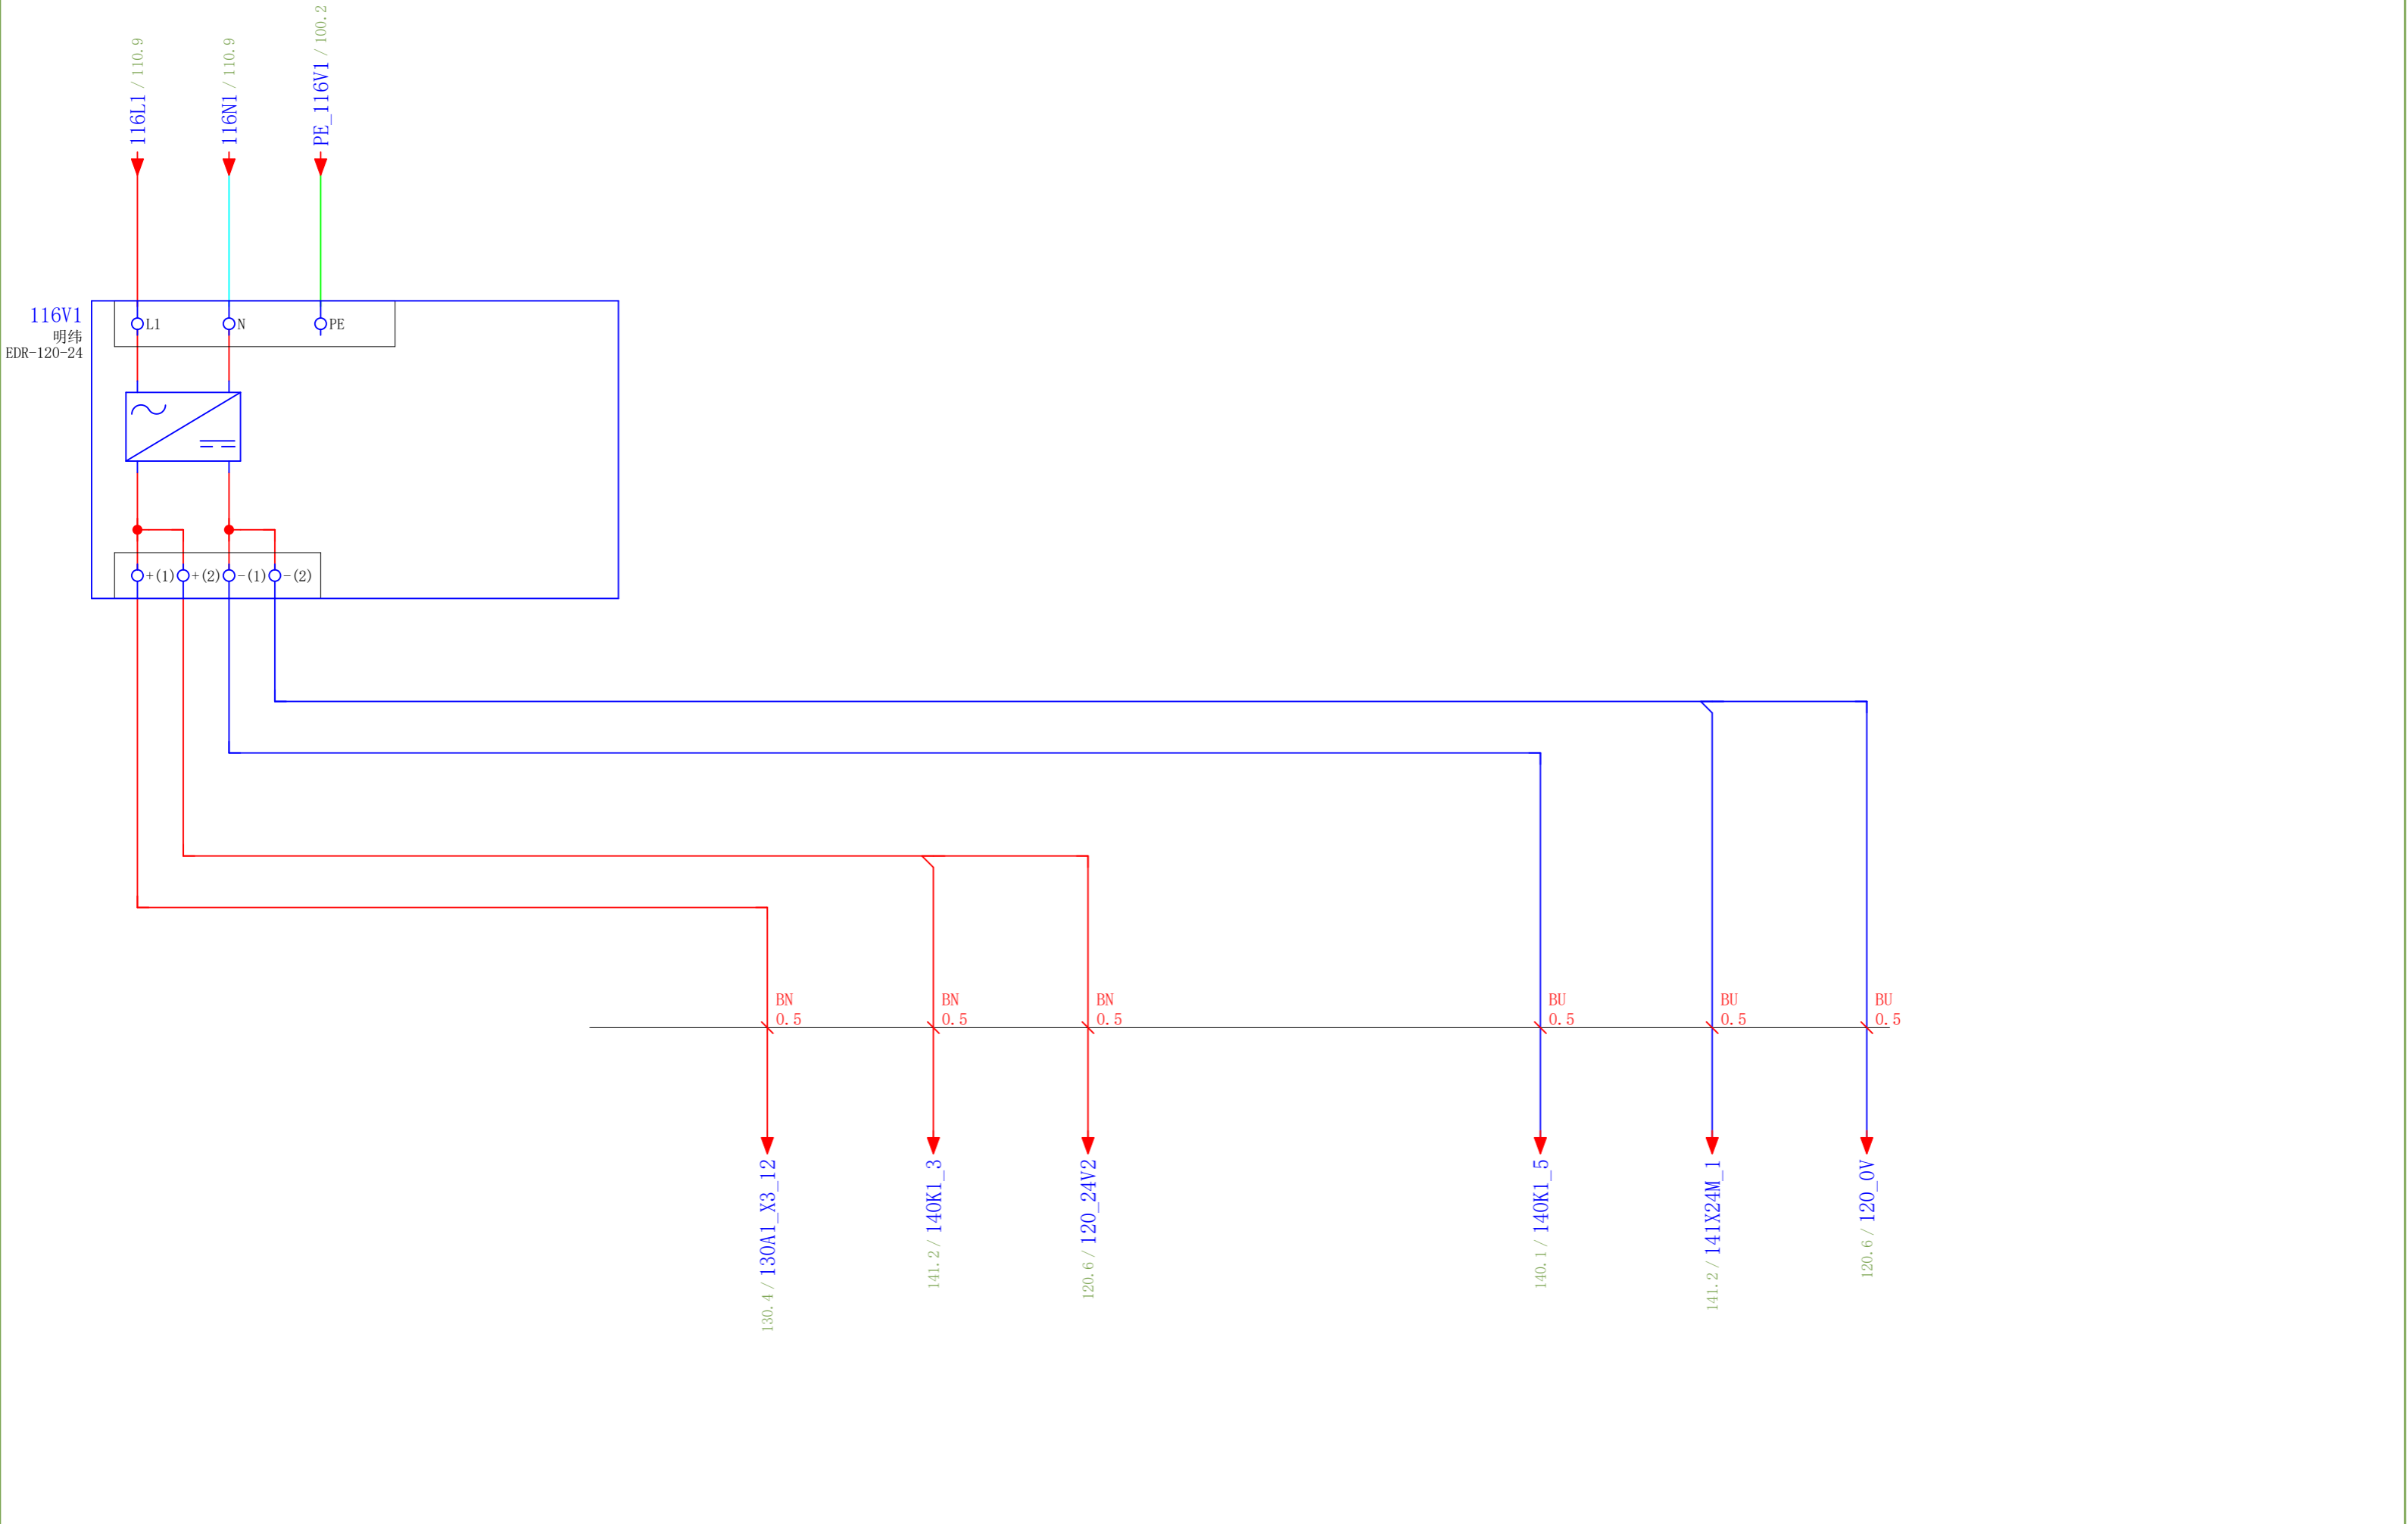 116L1 / 110.9
116N1 / 110.9
PE_116V1 / 100.2
116V1
明纬
EDR-120-24
L1
N
PE
+(1)
+(2)
-(1)
-(2)
BN
0.5
BN
0.5
BN
0.5
BU
0.5
BU
0.5
BU
0.5
130.4 / 130A1_X3_12
141.2 / 140K1_3
120.6 / 120_24V2
140.1 / 140K1_5
141.2 / 141X24M_1
120.6 / 120_0V